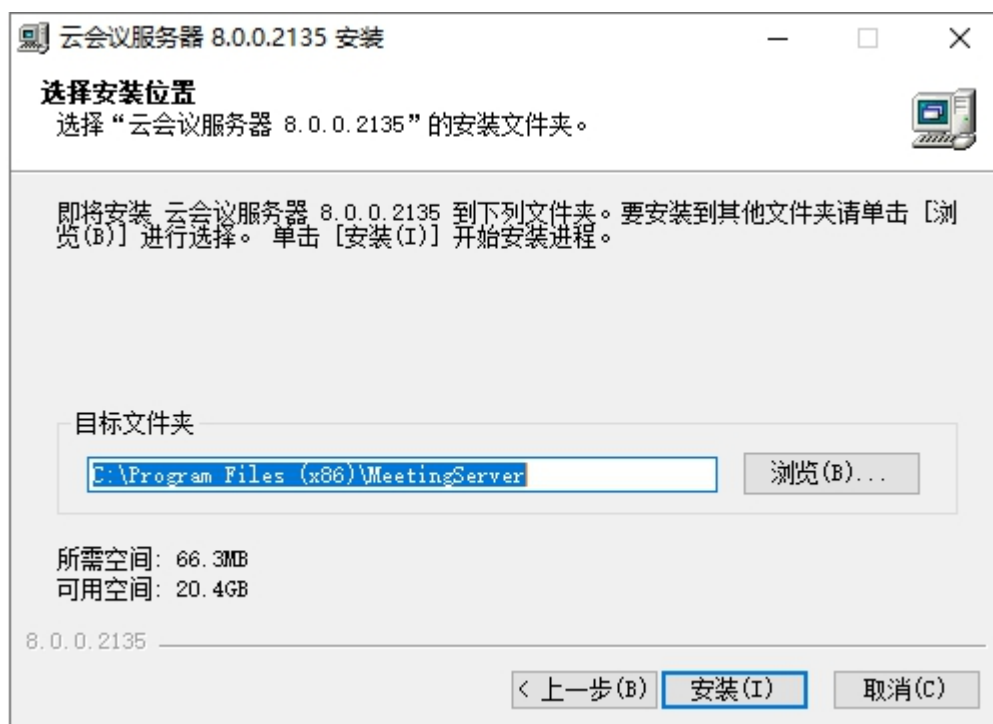 云会议服务器 8.0.0.2135 安装
选择安装位置
选择“云会议服务器 8.0.0.2135”的安装文件夹。
即将安装 云会议服务器 8.0.0.2135 到下列文件夹。要安装到其他文件夹请单击 [浏
览(B)] 进行选择。 单击 [安装(I)] 开始安装进程。
目标文件夹
C:\Program Files (x86)\MeetingServer
浏览(B)...
所需空间: 66.3MB
可用空间: 20.4GB
8.0.0.2135
< 上一步(B)
安装(I)
取消(C)